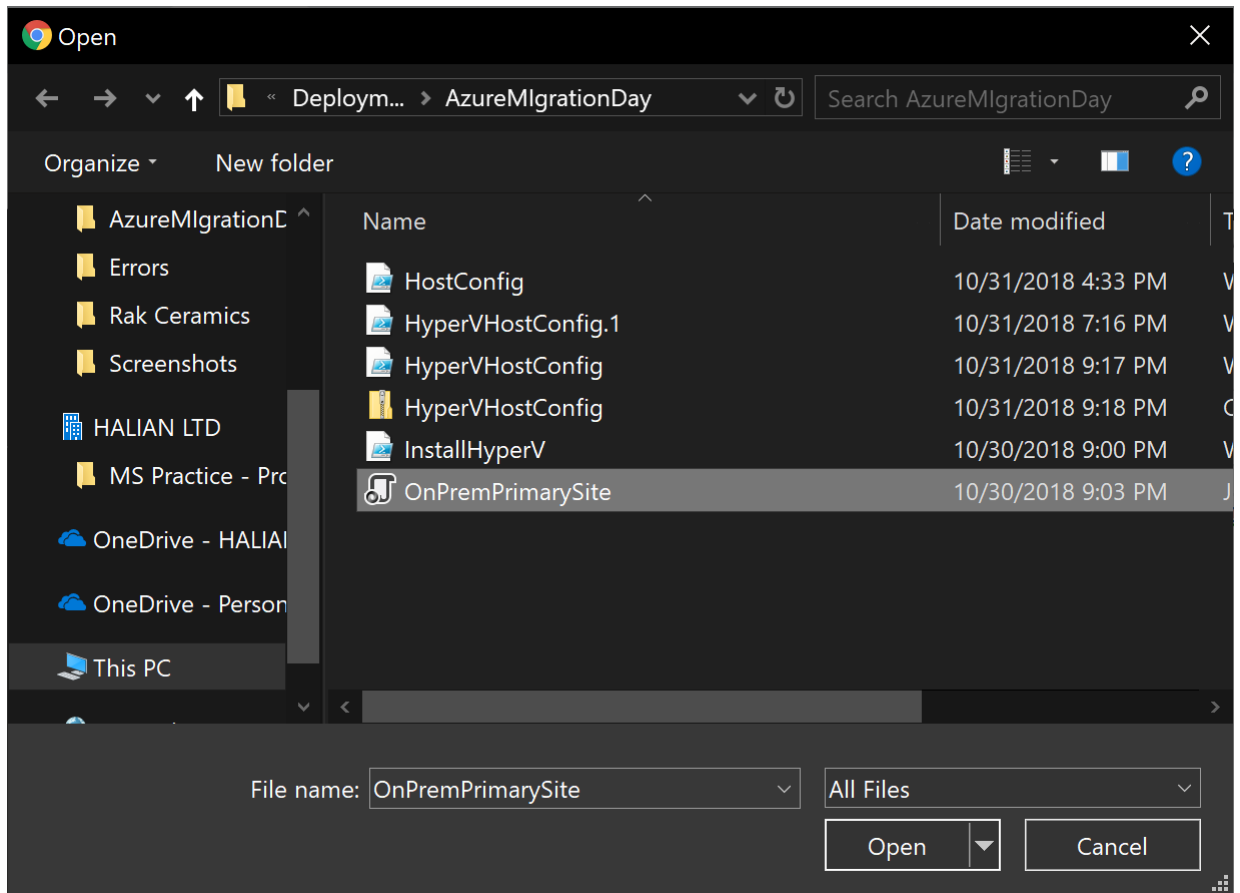 Open
« Deploym... > AzureMIgrationDay
Search AzureMIgrationDay
Organize
New folder
?
AzureMIgrationD
Errors
Rak Ceramics
Screenshots
HALIAN LTD
MS Practice - Pro
OneDrive - HALIAN
OneDrive - Person
This PC
Name Date modified T
HostConfig 10/31/2018 4:33 PM W
HyperVHostConfig.1 10/31/2018 7:16 PM W
HyperVHostConfig 10/31/2018 9:17 PM W
HyperVHostConfig 10/31/2018 9:18 PM C
InstallHyperV 10/30/2018 9:00 PM W
OnPremPrimarySite 10/30/2018 9:03 PM J
File name: OnPremPrimarySite All Files
Open Cancel